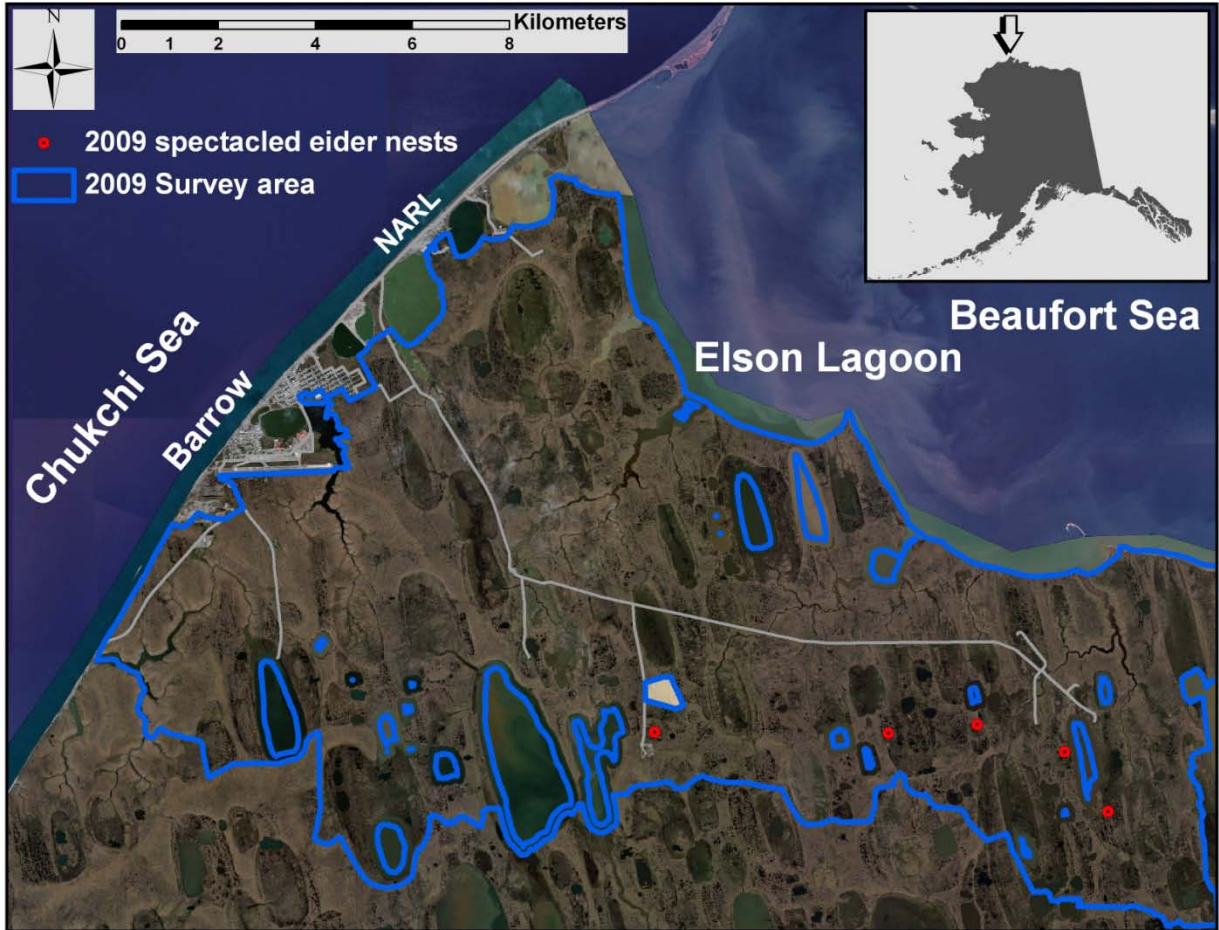 N
Kilometers
0 1 2 4 6 8
2009 spectacled eider nests
2009 Survey area
NARL
Chukchi Sea
Barrow
Beaufort Sea
Elson Lagoon